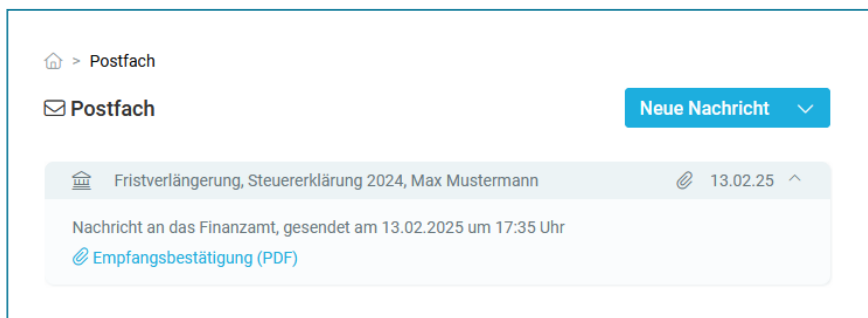 > Postfach
Postfach
Neue Nachricht
Fristverlängerung, Steuererklärung 2024, Max Mustermann 13.02.25
Nachricht an das Finanzamt, gesendet am 13.02.2025 um 17:35 Uhr
Empfangsbestätigung (PDF)